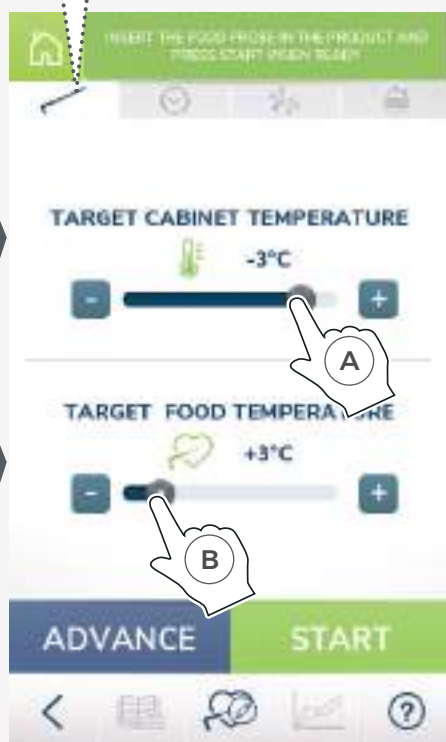 INSERT THE FOOD PROBE IN THE PRODUCT AND
PRESS START WHEN READY
TARGET CABINET TEMPERATURE
-3°C
- +
A
TARGET FOOD TEMPERATURE
+3°C
- +
B
ADVANCE START
?